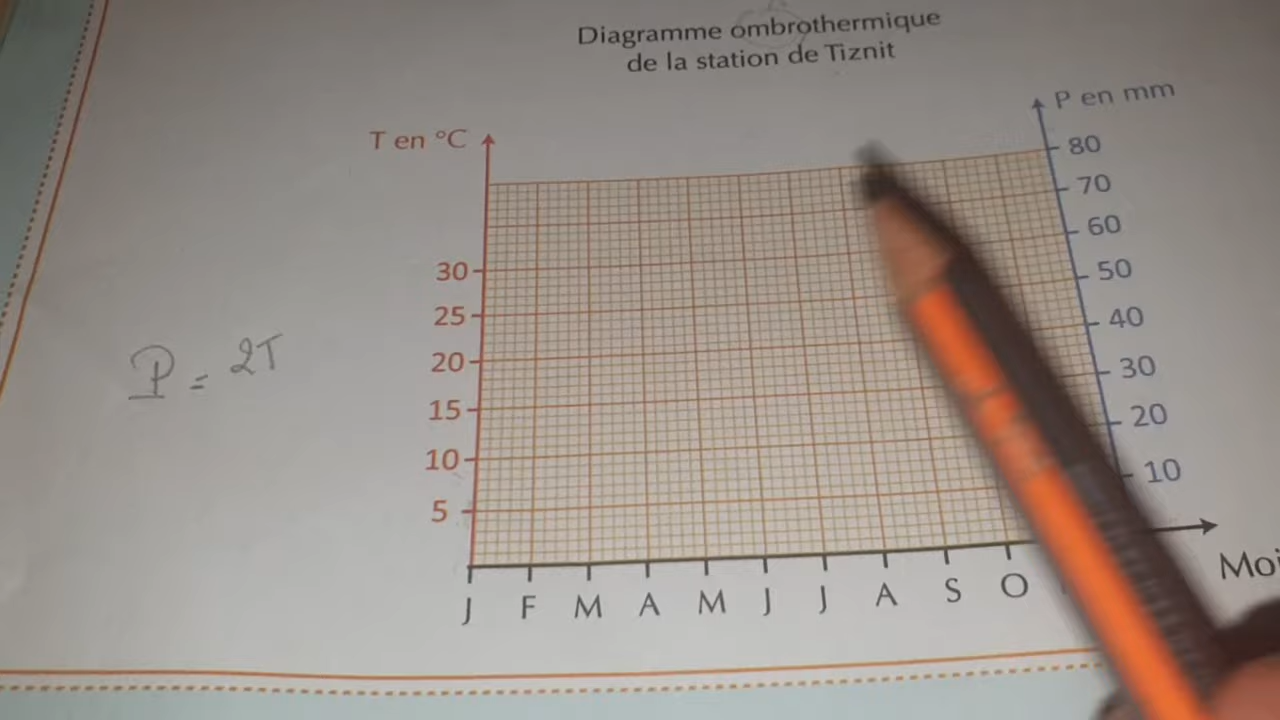 Diagramme ombrothermique
de la station de Tiznit
T en °C
P en mm
80
70
60
50
40
30
20
10
30
25
20
15
10
5
P = 2T
J F M A M J J A S O